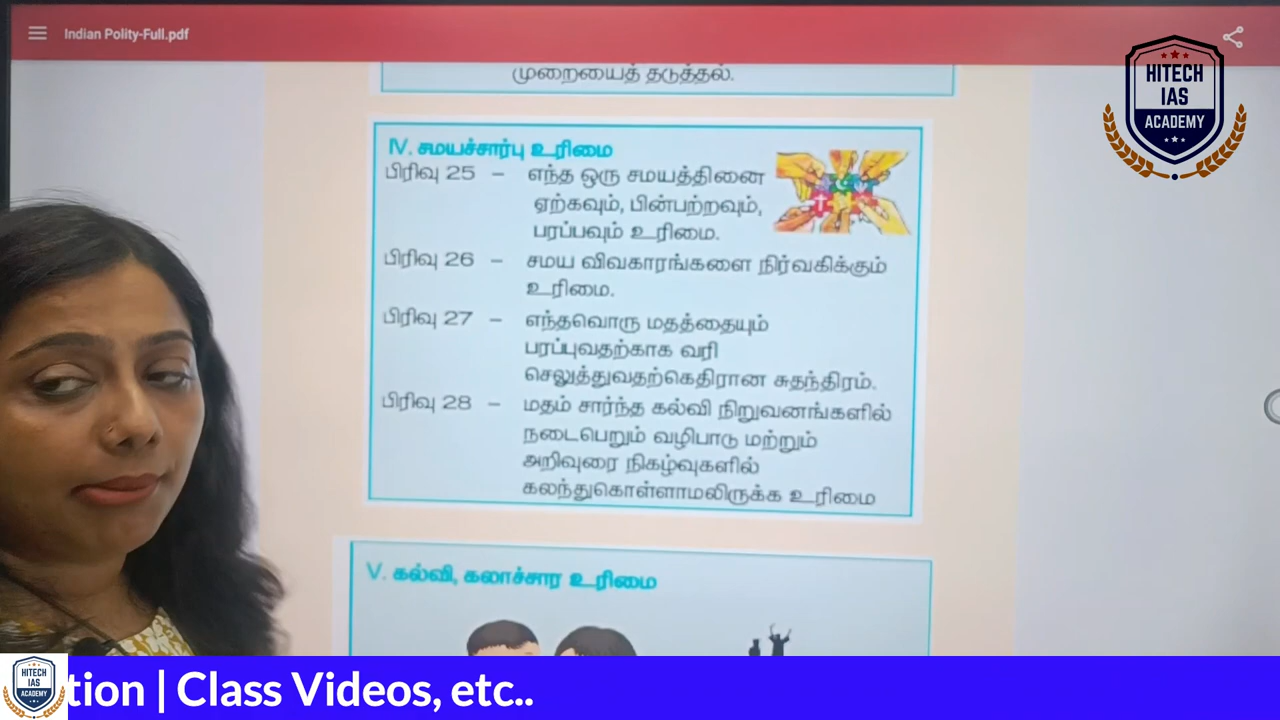 Indian Polity-Full.pdf
HITECH
IAS
ACADEMY
முறையைத் தடுத்தல்.
IV. சமயச்சார்பு உரிமை
பிரிவு 25 – எந்த ஒரு சமயத்தினை
ஏற்கவும், பின்பற்றவும்,
பரப்பவும் உரிமை.
பிரிவு 26 – சமய விவகாரங்களை நிர்வகிக்கும்
உரிமை.
பிரிவு 27 – எந்தவொரு மதத்தையும்
பரப்புவதற்காக வரி
செலுத்துவதற்கெதிரான சுதந்திரம்.
பிரிவு 28 – மதம் சார்ந்த கல்வி நிறுவனங்களில்
நடைபெறும் வழிபாடு மற்றும்
அறிவுரை நிகழ்வுகளில்
கலந்துகொள்ளாமலிருக்க உரிமை
V. கல்வி, கலாச்சார உரிமை
HITECH
IAS
ACADEMY
tion | Class Videos, etc..